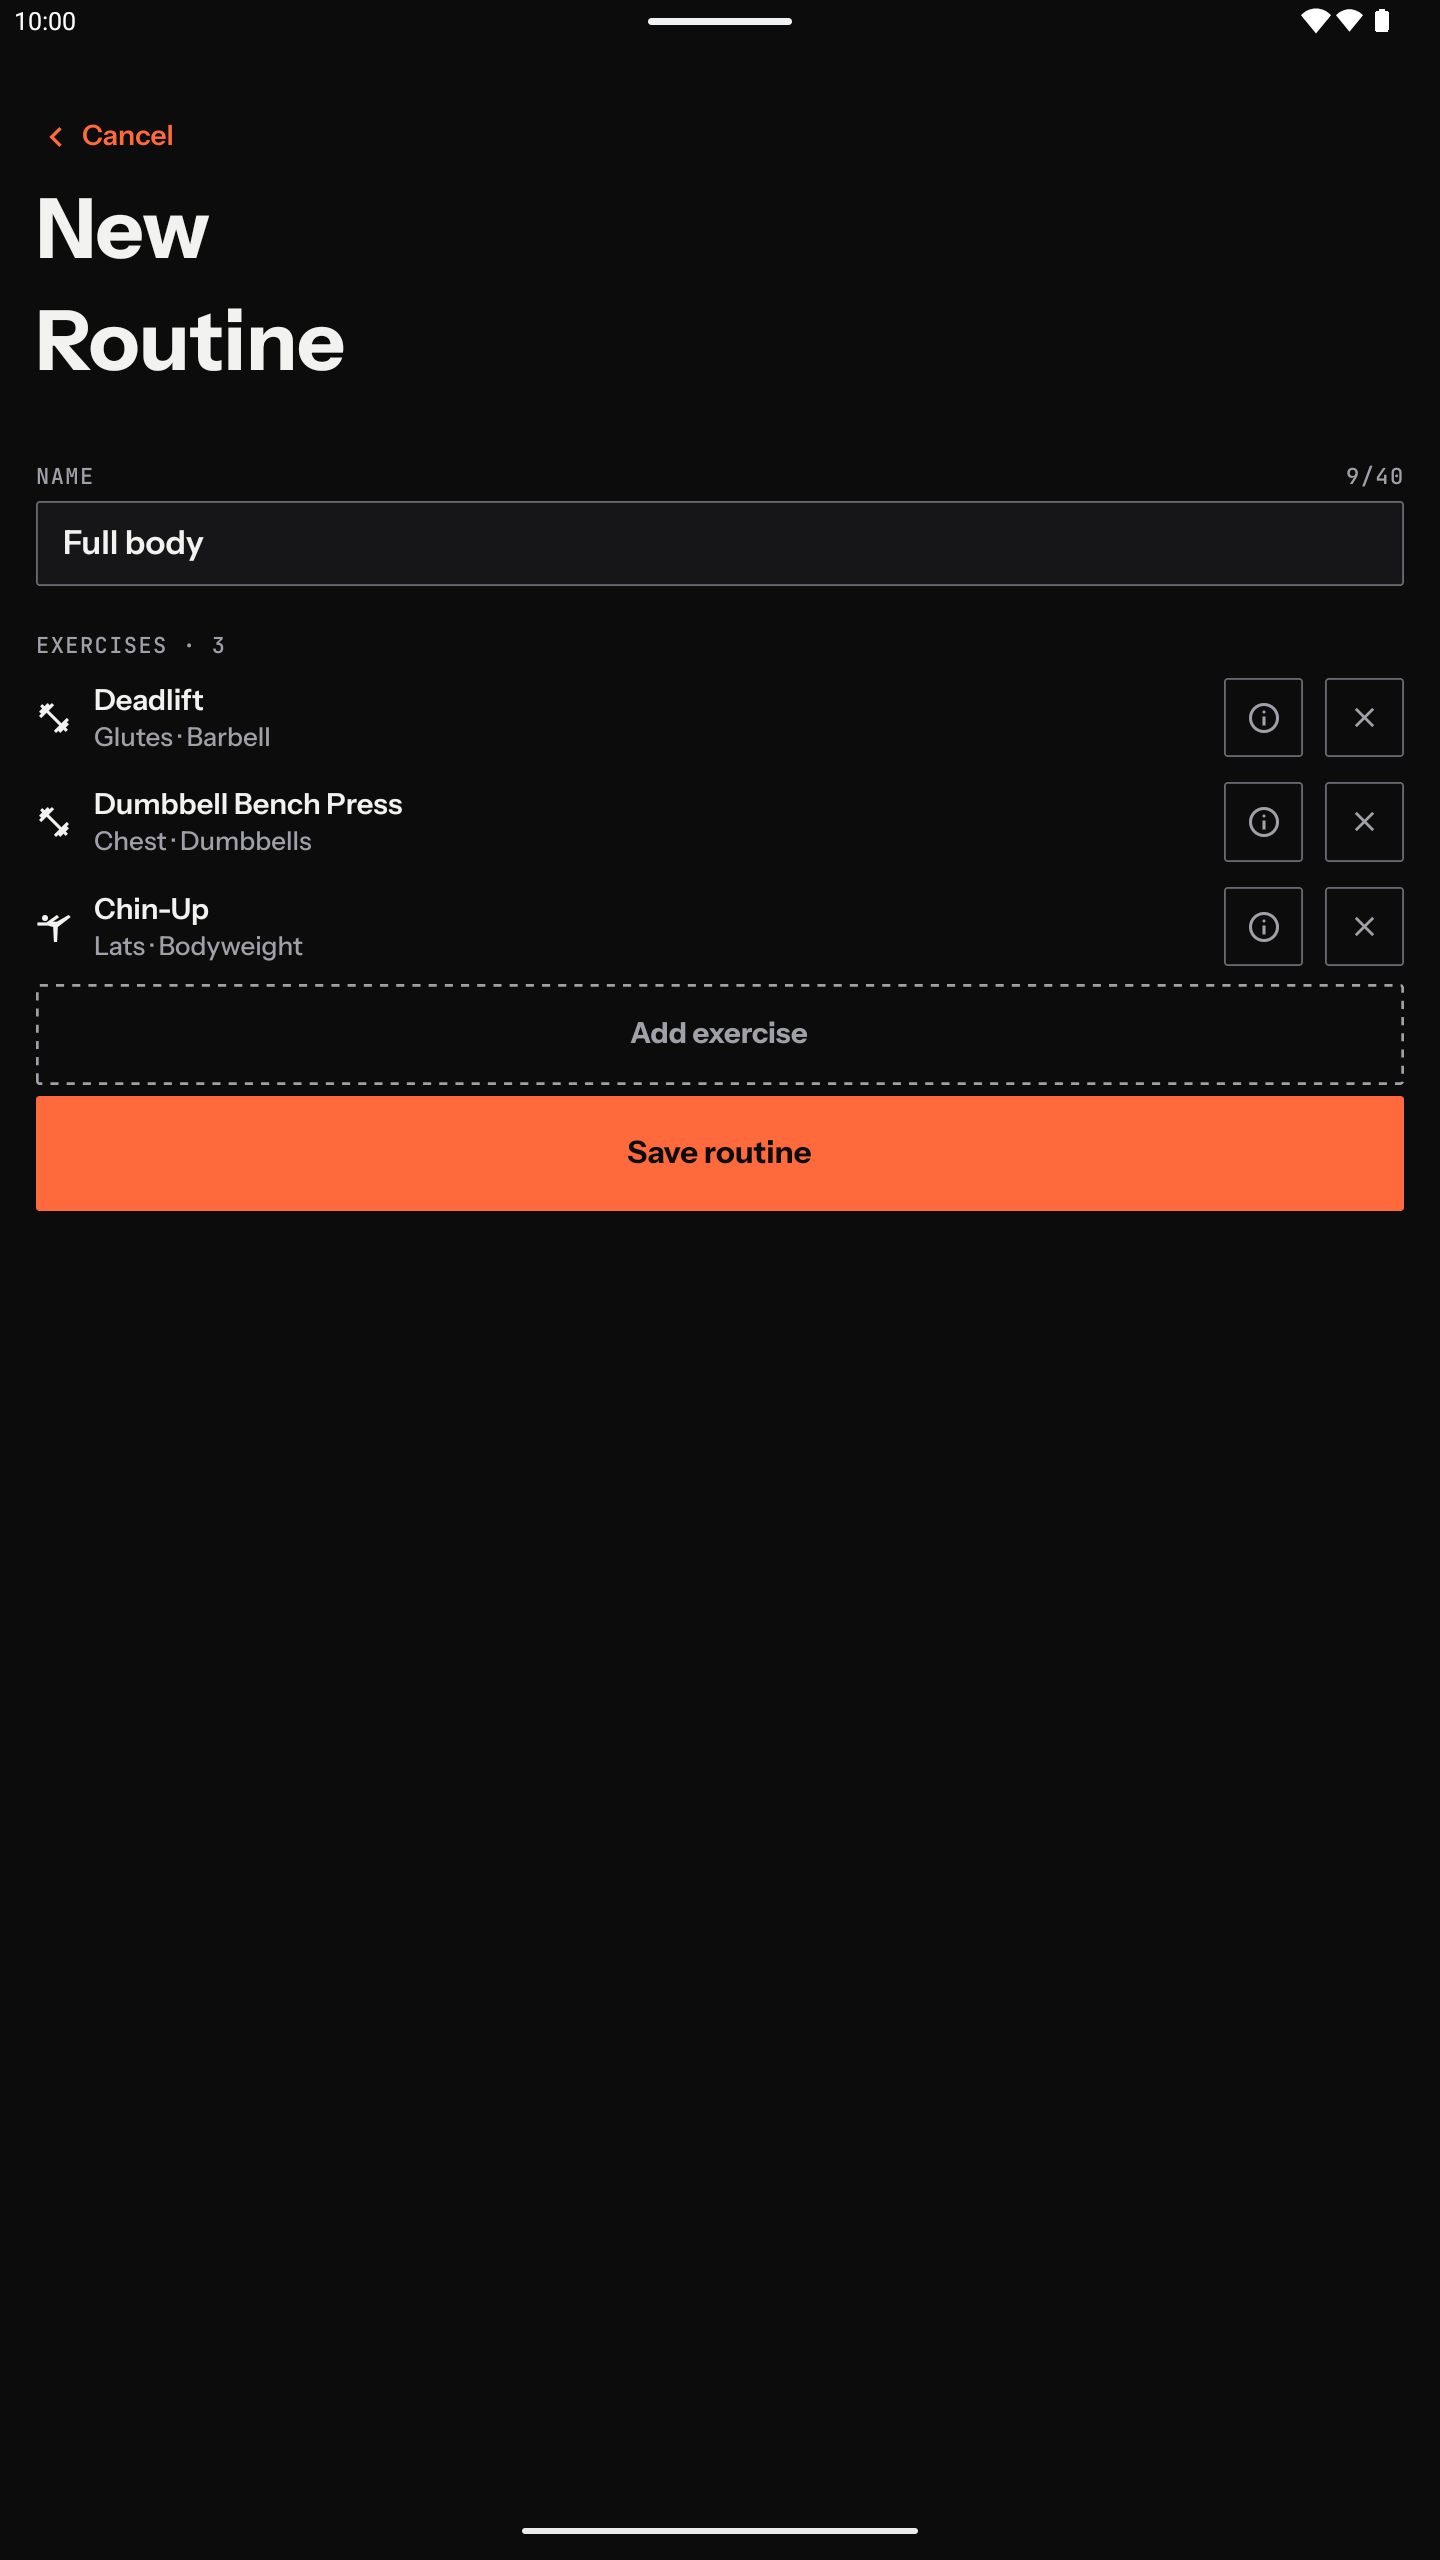 10:00
Cancel
New
Routine
NAME
9/40
Full body
EXERCISES · 3
Deadlift
Glutes · Barbell
Dumbbell Bench Press
Chest · Dumbbells
Chin-Up
Lats · Bodyweight
Add exercise
Save routine